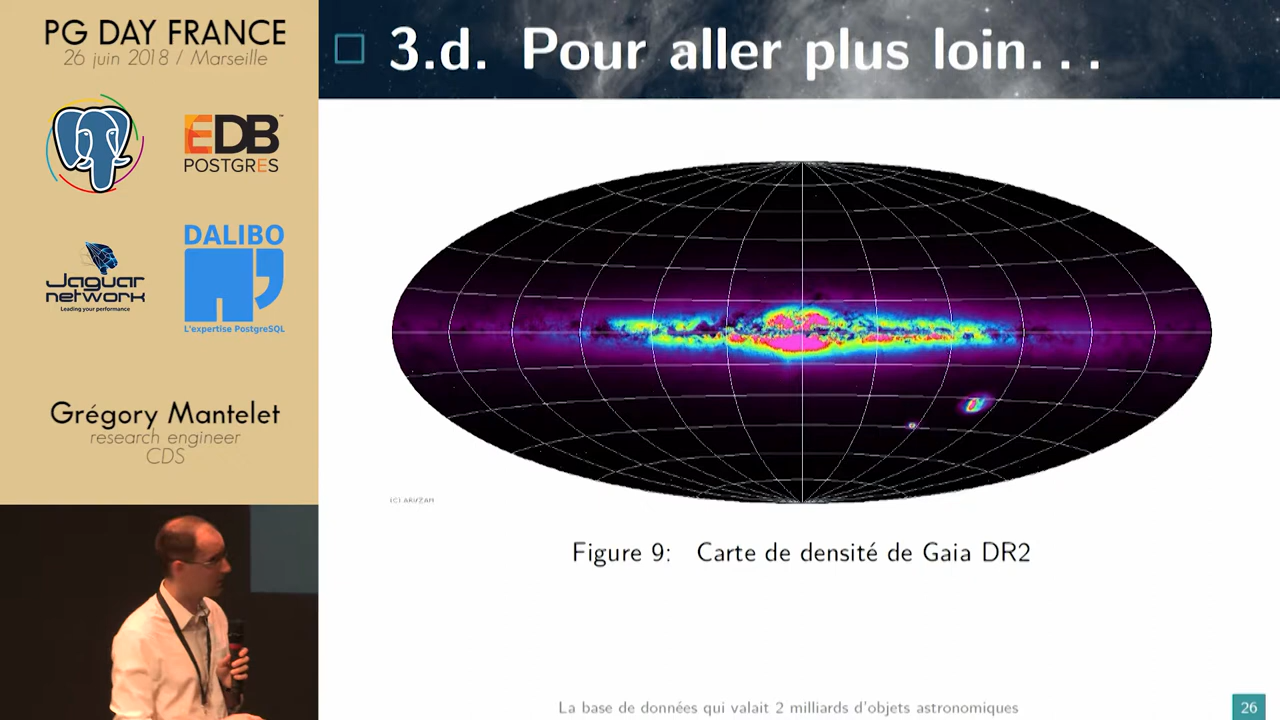 PG DAY FRANCE
26 juin 2018 / Marseille
EDB
POSTGRES
Jaguar
network
Leading your performance
DALIBO
L'expertise PostgreSQL
Grégory Mantelet
research engineer
CDS
3.d. Pour aller plus loin...
Figure 9: Carte de densité de Gaia DR2
La base de données qui valait 2 milliards d'objets astronomiques
26